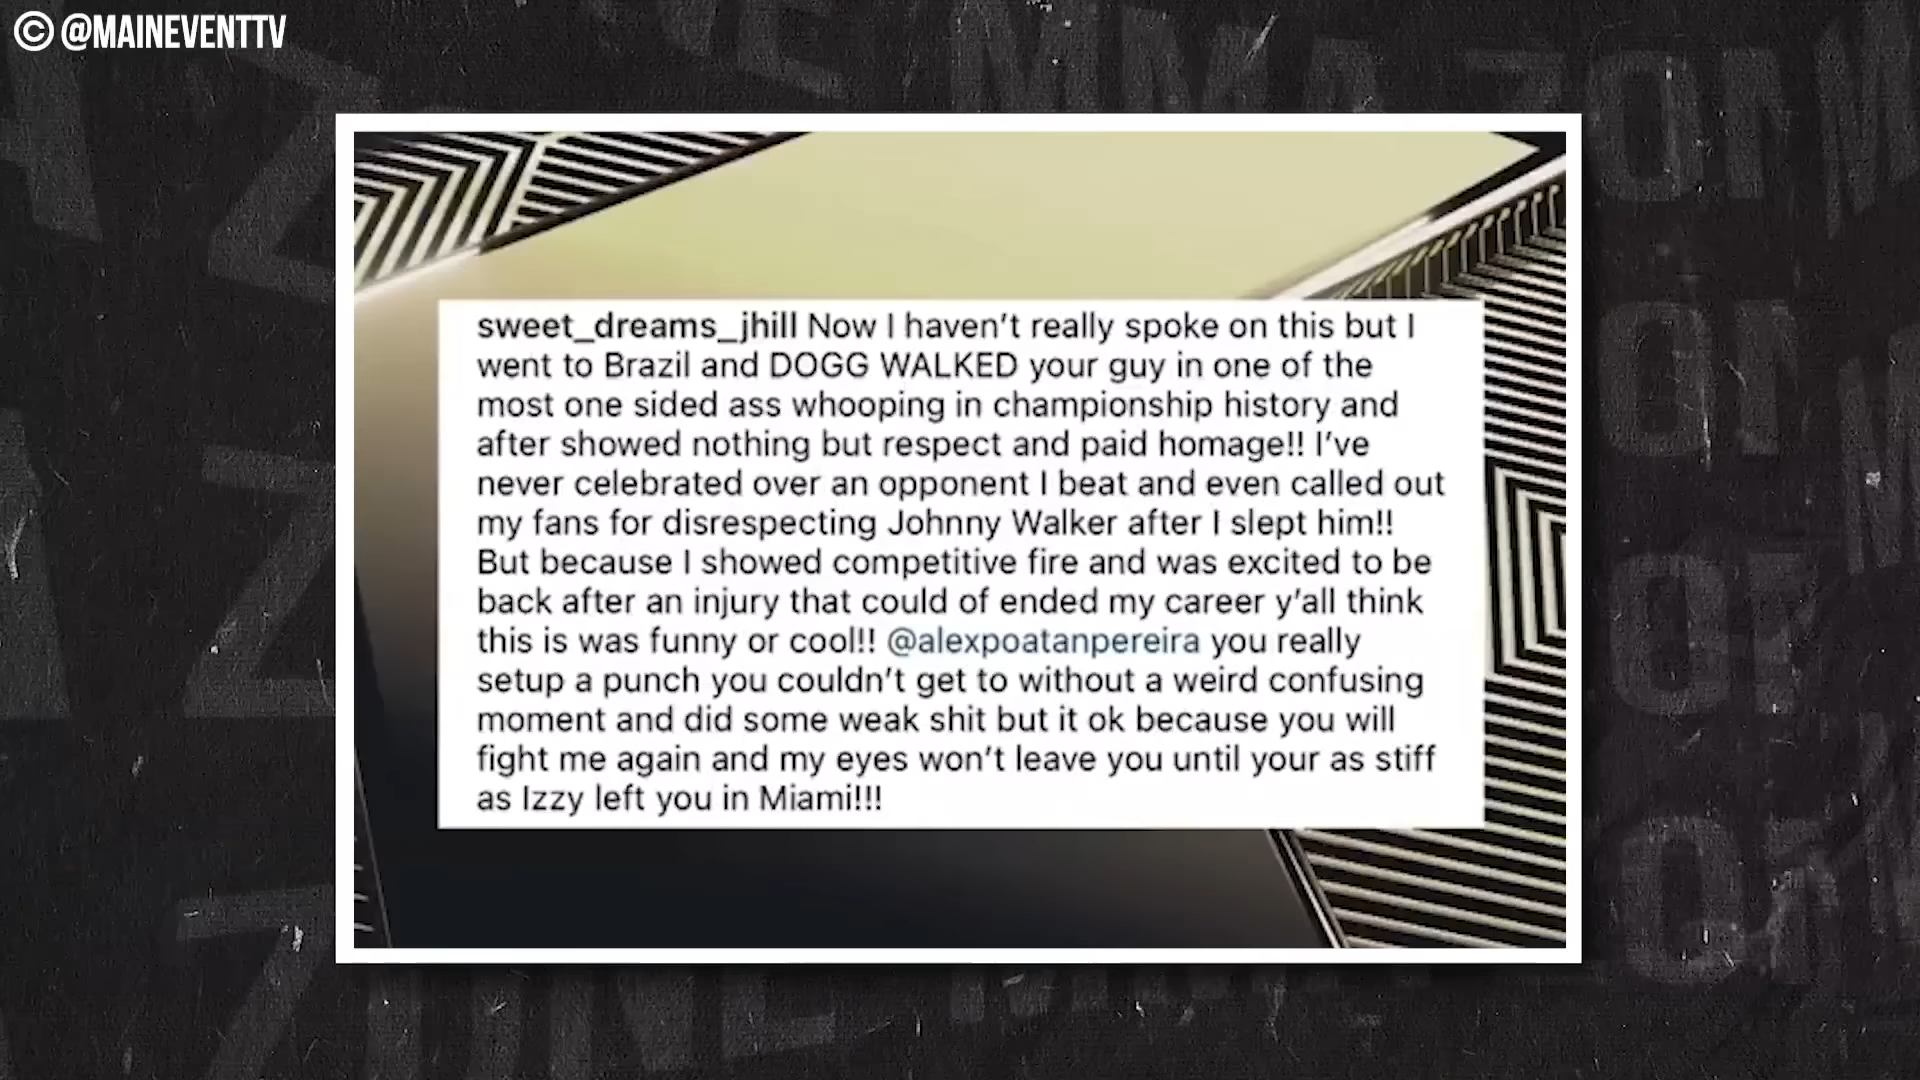 © @MAINEVENTTV
sweet_dreams_jhill Now I haven't really spoke on this but I
went to Brazil and DOGG WALKED your guy in one of the
most one sided ass whooping in championship history and
after showed nothing but respect and paid homage!! I've
never celebrated over an opponent I beat and even called out
my fans for disrespecting Johnny Walker after I slept him!!
But because I showed competitive fire and was excited to be
back after an injury that could of ended my career y'all think
this is was funny or cool!! @alexpoatanpereira you really
setup a punch you couldn't get to without a weird confusing
moment and did some weak shit but it ok because you will
fight me again and my eyes won't leave you until your as stiff
as Izzy left you in Miami!!!